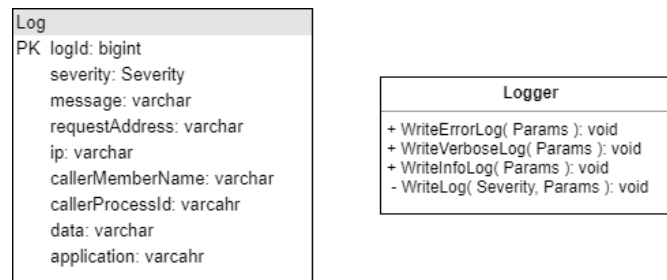 Log
PK logId: bigint
severity: Severity
message: varchar
requestAddress: varchar
ip: varchar
callerMemberName: varchar
callerProcessId: varcahr
data: varchar
application: varcahr
Logger
+ WriteErrorLog( Params ): void
+ WriteVerboseLog( Params ): void
+ WriteInfoLog( Params ): void
- WriteLog( Severity, Params ): void